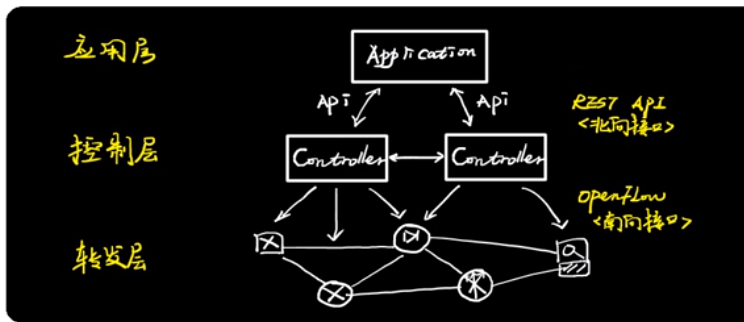 应用层
Application
Api
Api
REST API
<北向接口>
控制层
Controller
Controller
OpenFlow
<南向接口>
转发层